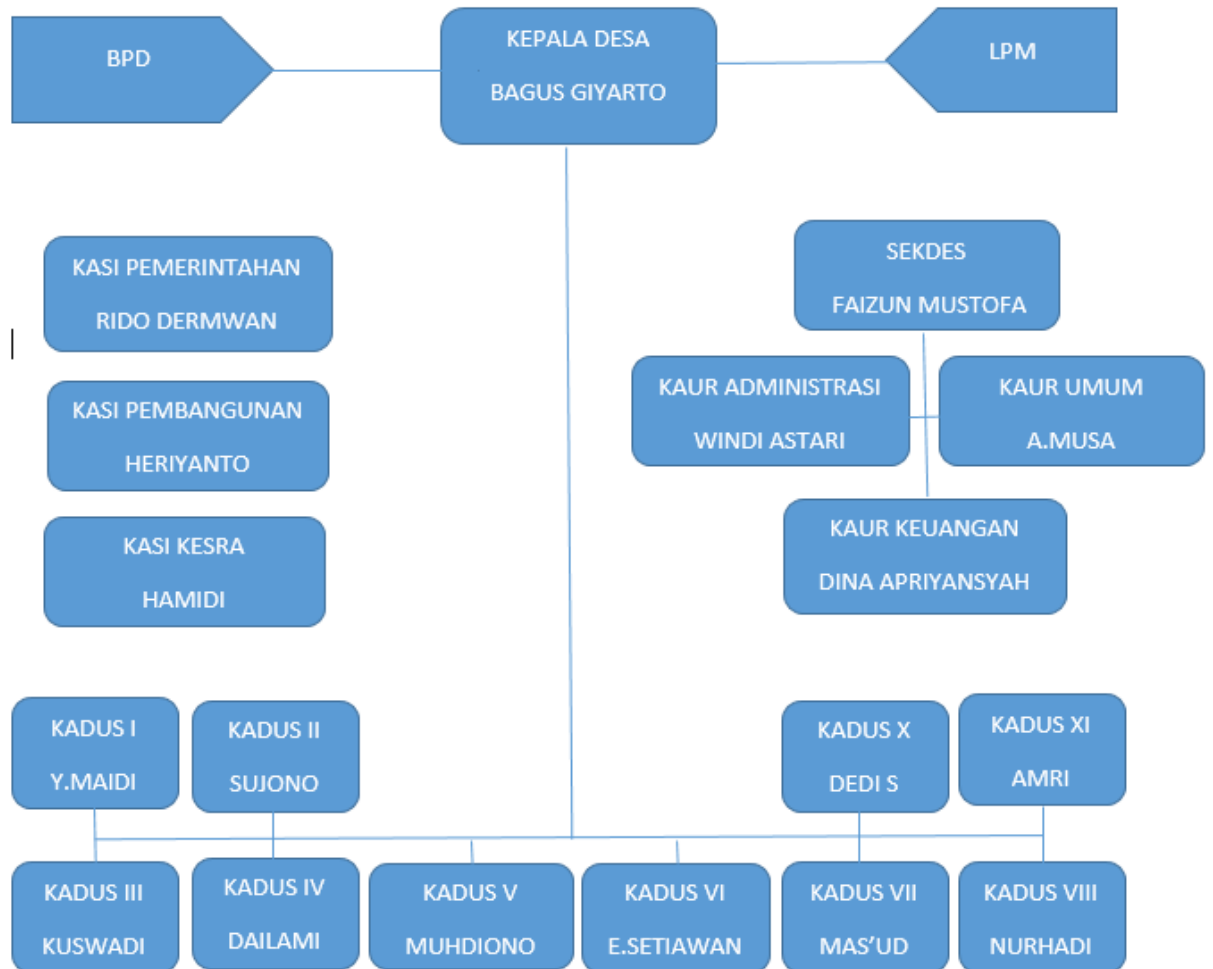 BPD
KEPALA DESA
BAGUS GIYARTO
LPM
KASI PEMERINTAHAN
RIDO DERMWAN
SEKDES
FAIZUN MUSTOFA
KASI PEMBANGUNAN
HERIYANTO
KAUR ADMINISTRASI
WINDI ASTARI
KAUR UMUM
A.MUSA
KASI KESRA
HAMIDI
KAUR KEUANGAN
DINA APRIYANSYAH
KADUS I
Y.MAIDI
KADUS II
SUJONO
KADUS X
DEDI S
KADUS XI
AMRI
KADUS III
KUSWADI
KADUS IV
DAILAMI
KADUS V
MUHDIONO
KADUS VI
E.SETIAWAN
KADUS VII
MAS’UD
KADUS VIII
NURHADI